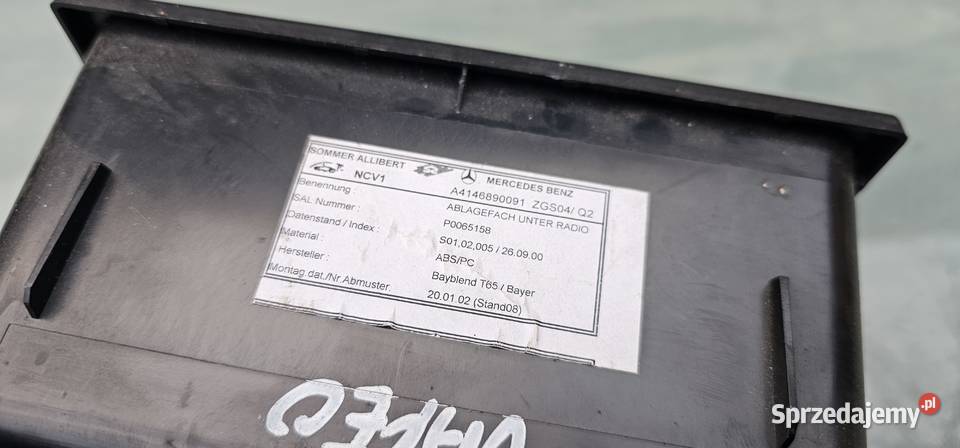 SOMMER ALLIBERT MERCEDES BENZ
NCV1 A4146890091 ZGS04/ Q2
Benennung : ABLAGEFACH UNTER RADIO
SAL Nummer : P0065158
Datenstand / Index : S01,02,005 / 26.09.00
Material : ABS/PC
Hersteller : Bayblend T65 / Bayer
Montag.dat./Nr.Abmuster. 20.01.02 (Stand08)
VALEO
Sprzedajemy.pl